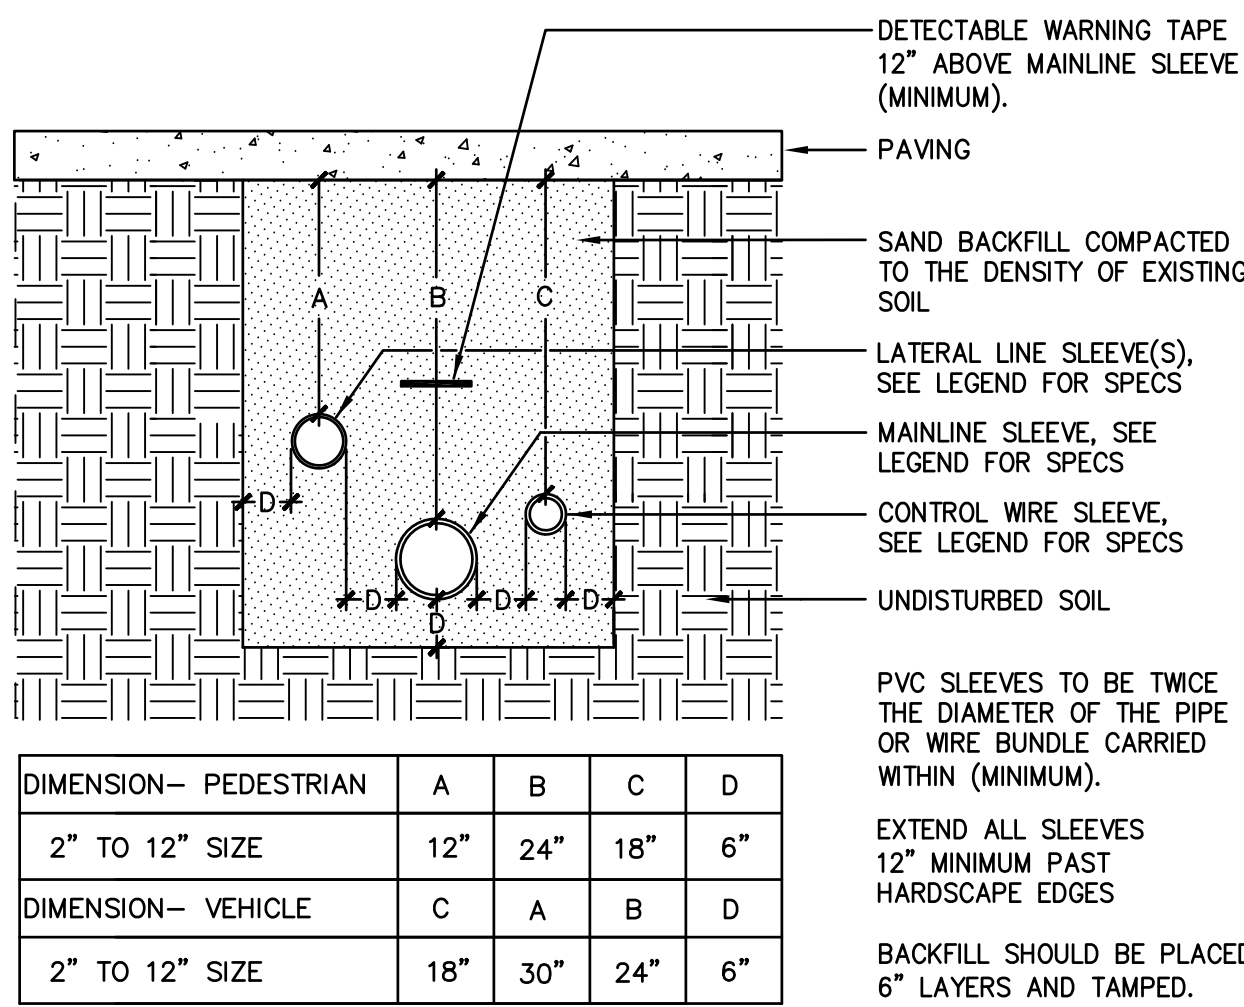 DETECTABLE WARNING TAPE
12" ABOVE MAINLINE SLEEVE
(MINIMUM).
PAVING
SAND BACKFILL COMPACTED
TO THE DENSITY OF EXISTING
SOIL
A B C
LATERAL LINE SLEEVE(S),
SEE LEGEND FOR SPECS
MAINLINE SLEEVE, SEE
LEGEND FOR SPECS
D
CONTROL WIRE SLEEVE,
SEE LEGEND FOR SPECS
D D D
D
UNDISTURBED SOIL
PVC SLEEVES TO BE TWICE
THE DIAMETER OF THE PIPE
OR WIRE BUNDLE CARRIED
WITHIN (MINIMUM).
EXTEND ALL SLEEVES
12" MINIMUM PAST
HARDSCAPE EDGES
BACKFILL SHOULD BE PLACED
6" LAYERS AND TAMPED.
DIMENSION– PEDESTRIAN A B C D
2" TO 12" SIZE 12" 24" 18" 6"
DIMENSION– VEHICLE C A B D
2" TO 12" SIZE 18" 30" 24" 6"